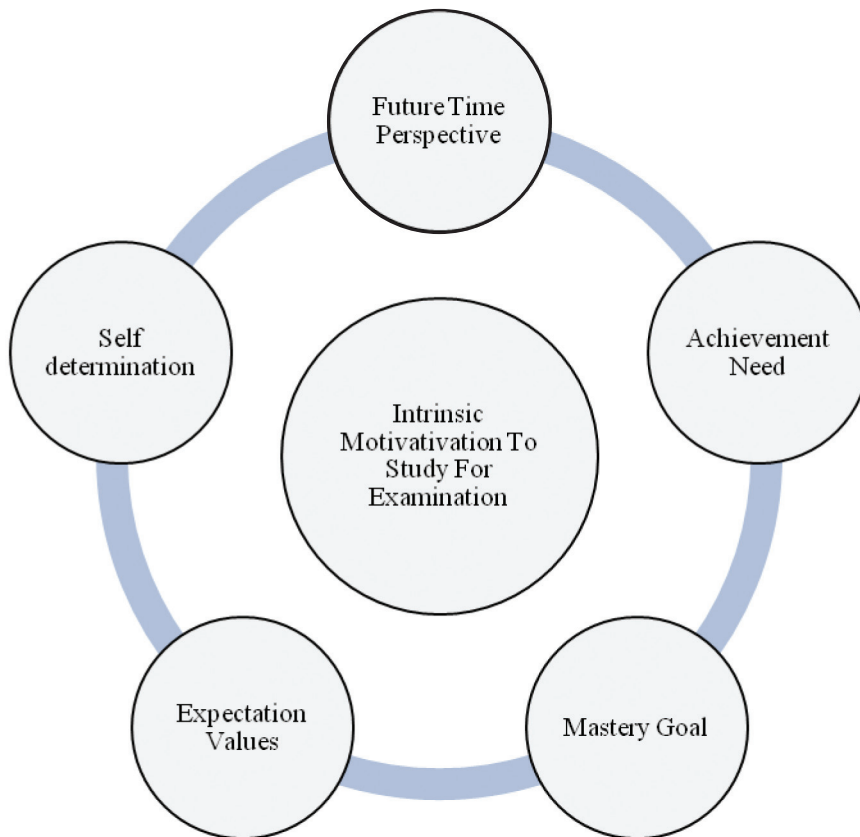 Future Time
Perspective
Self
determination
Achievement
Need
Intrinsic
Motivativation To
Study For
Examination
Expectation
Values
Mastery Goal